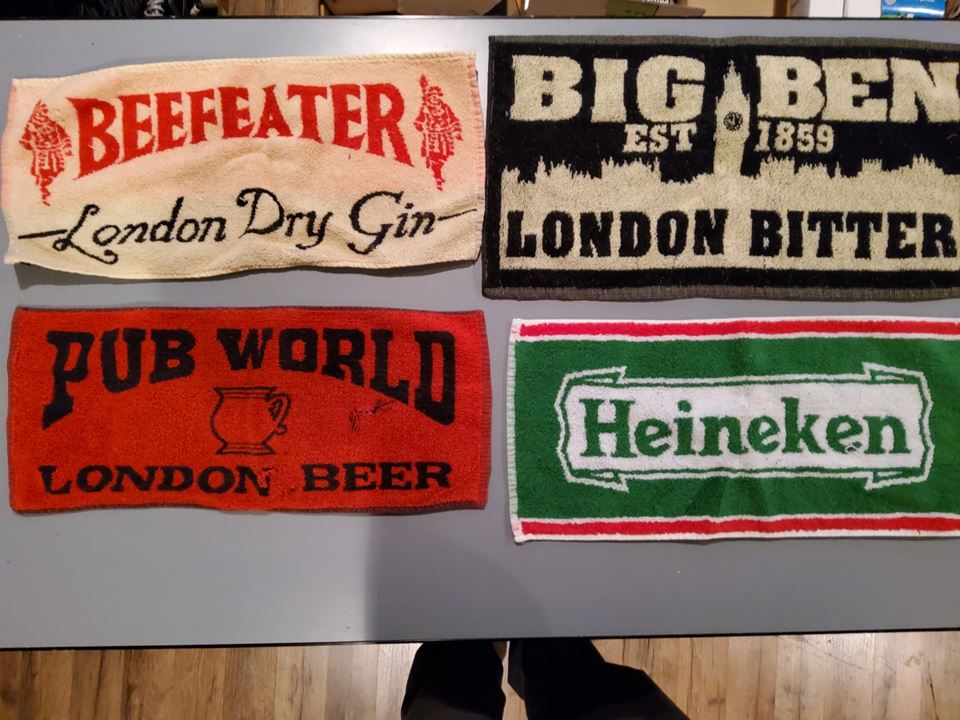 BEEFEATER
London Dry Gin
BIG BEN
EST 1859
LONDON BITTER
PUB WORLD
LONDON BEER
Heineken